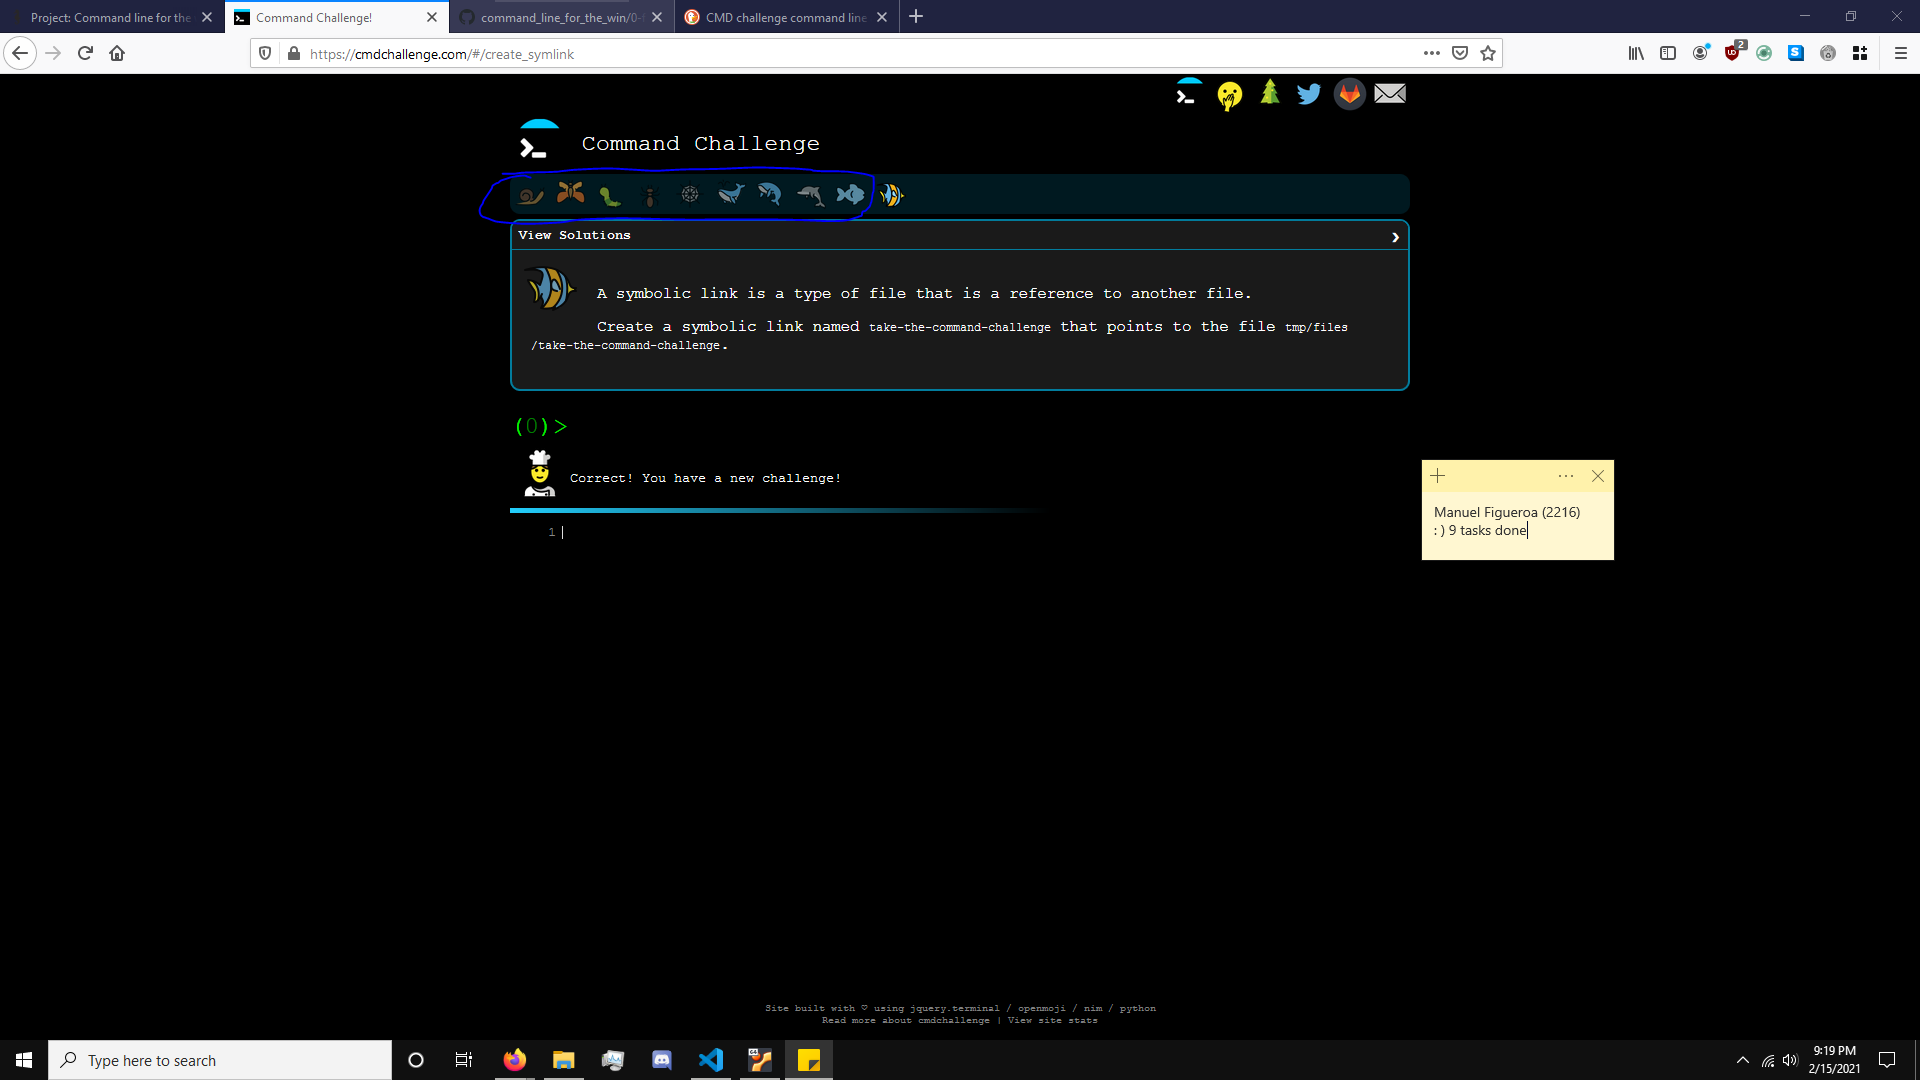 Project: Command line for the
Command Challenge!
command_line_for_the_win/0-
CMD challenge command line
https://cmdchallenge.com/#/create_symlink
2
Command Challenge
View Solutions
A symbolic link is a type of file that is a reference to another file.
Create a symbolic link named take-the-command-challenge that points to the file tmp/files
/take-the-command-challenge.
(0)>
Correct! You have a new challenge!
1
Manuel Figueroa (2216)
: ) 9 tasks done
Site built with ♡ using jquery.terminal / openmoji / nim / python
Read more about cmdchallenge | View site stats
Type here to search
9:19 PM
2/15/2021